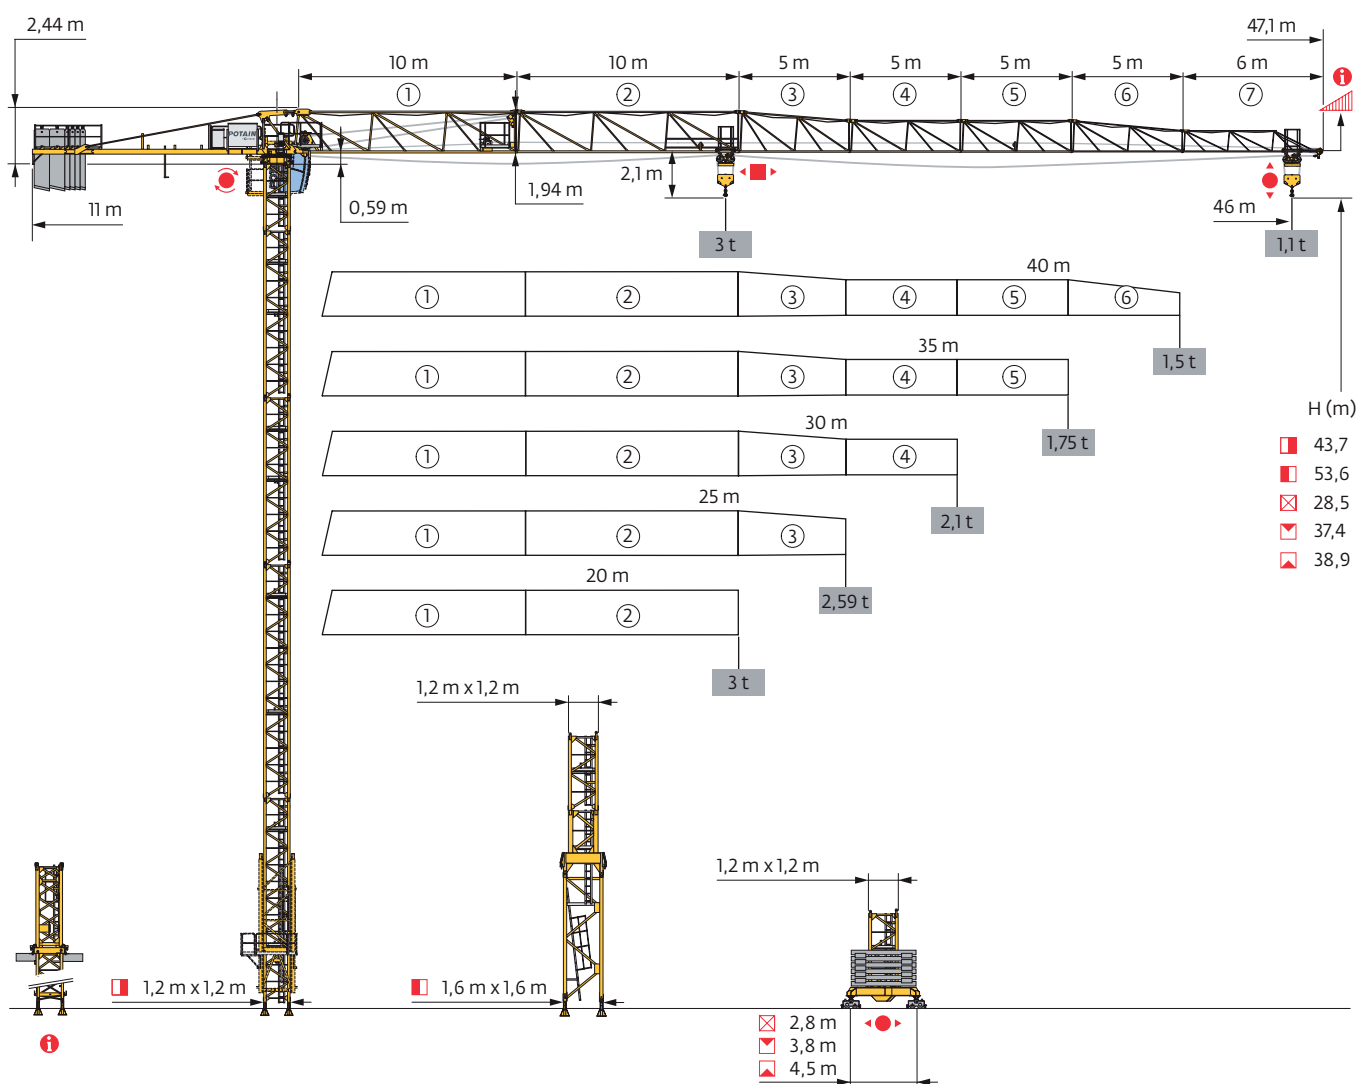 2,44 m
47,1 m
10 m 10 m 5 m 5 m 5 m 5 m 6 m
① ② ③ ④ ⑤ ⑥ ⑦
i
POTAIN
2,1 m
1,94 m
11 m
0,59 m
46 m
3 t
1,1 t
40 m
① ② ③ ④ ⑤ ⑥
1,5 t
35 m
① ② ③ ④ ⑤
1,75 t
H (m)
43,7
53,6
28,5
37,4
38,9
30 m
① ② ③ ④
2,1 t
25 m
① ② ③
2,59 t
20 m
① ②
3 t
1,2 m x 1,2 m
1,2 m x 1,2 m
1,2 m x 1,2 m
1,6 m x 1,6 m
i
2,8 m
3,8 m
4,5 m